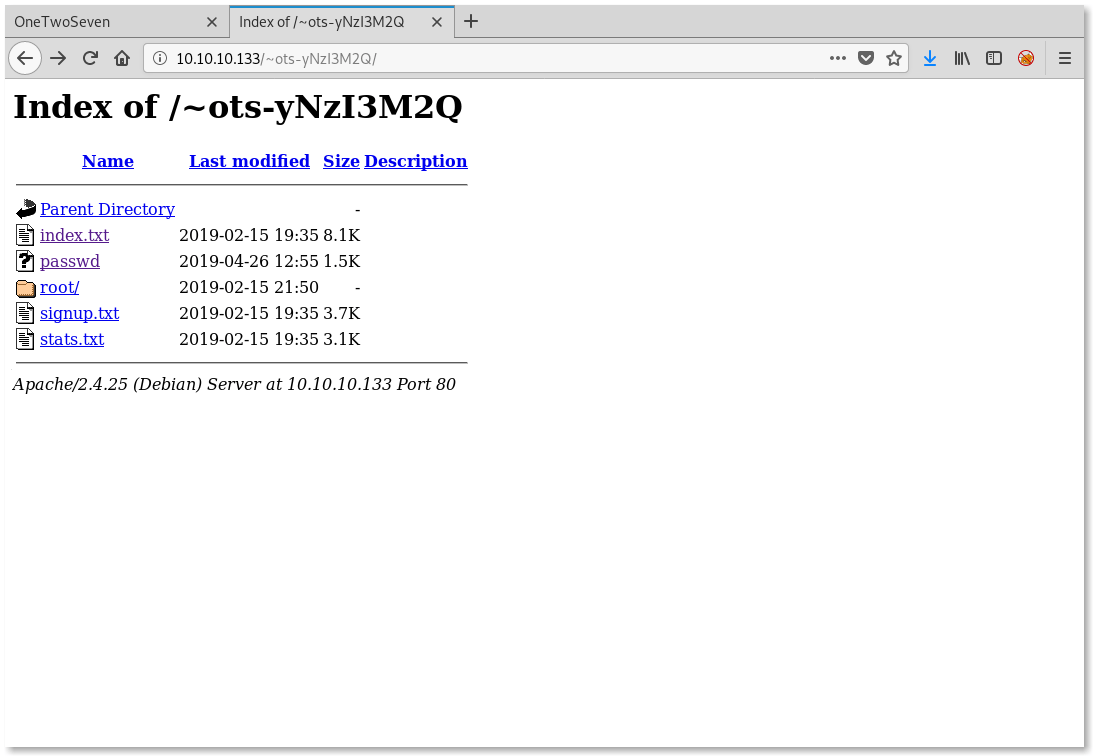 OneTwoSeven
Index of /~ots-yNzI3M2Q
10.10.10.133/~ots-yNzI3M2Q/
Index of /~ots-yNzI3M2Q
Name Last modified Size Description
Parent Directory -
index.txt 2019-02-15 19:35 8.1K
passwd 2019-04-26 12:55 1.5K
root/ 2019-02-15 21:50 -
signup.txt 2019-02-15 19:35 3.7K
stats.txt 2019-02-15 19:35 3.1K
Apache/2.4.25 (Debian) Server at 10.10.10.133 Port 80